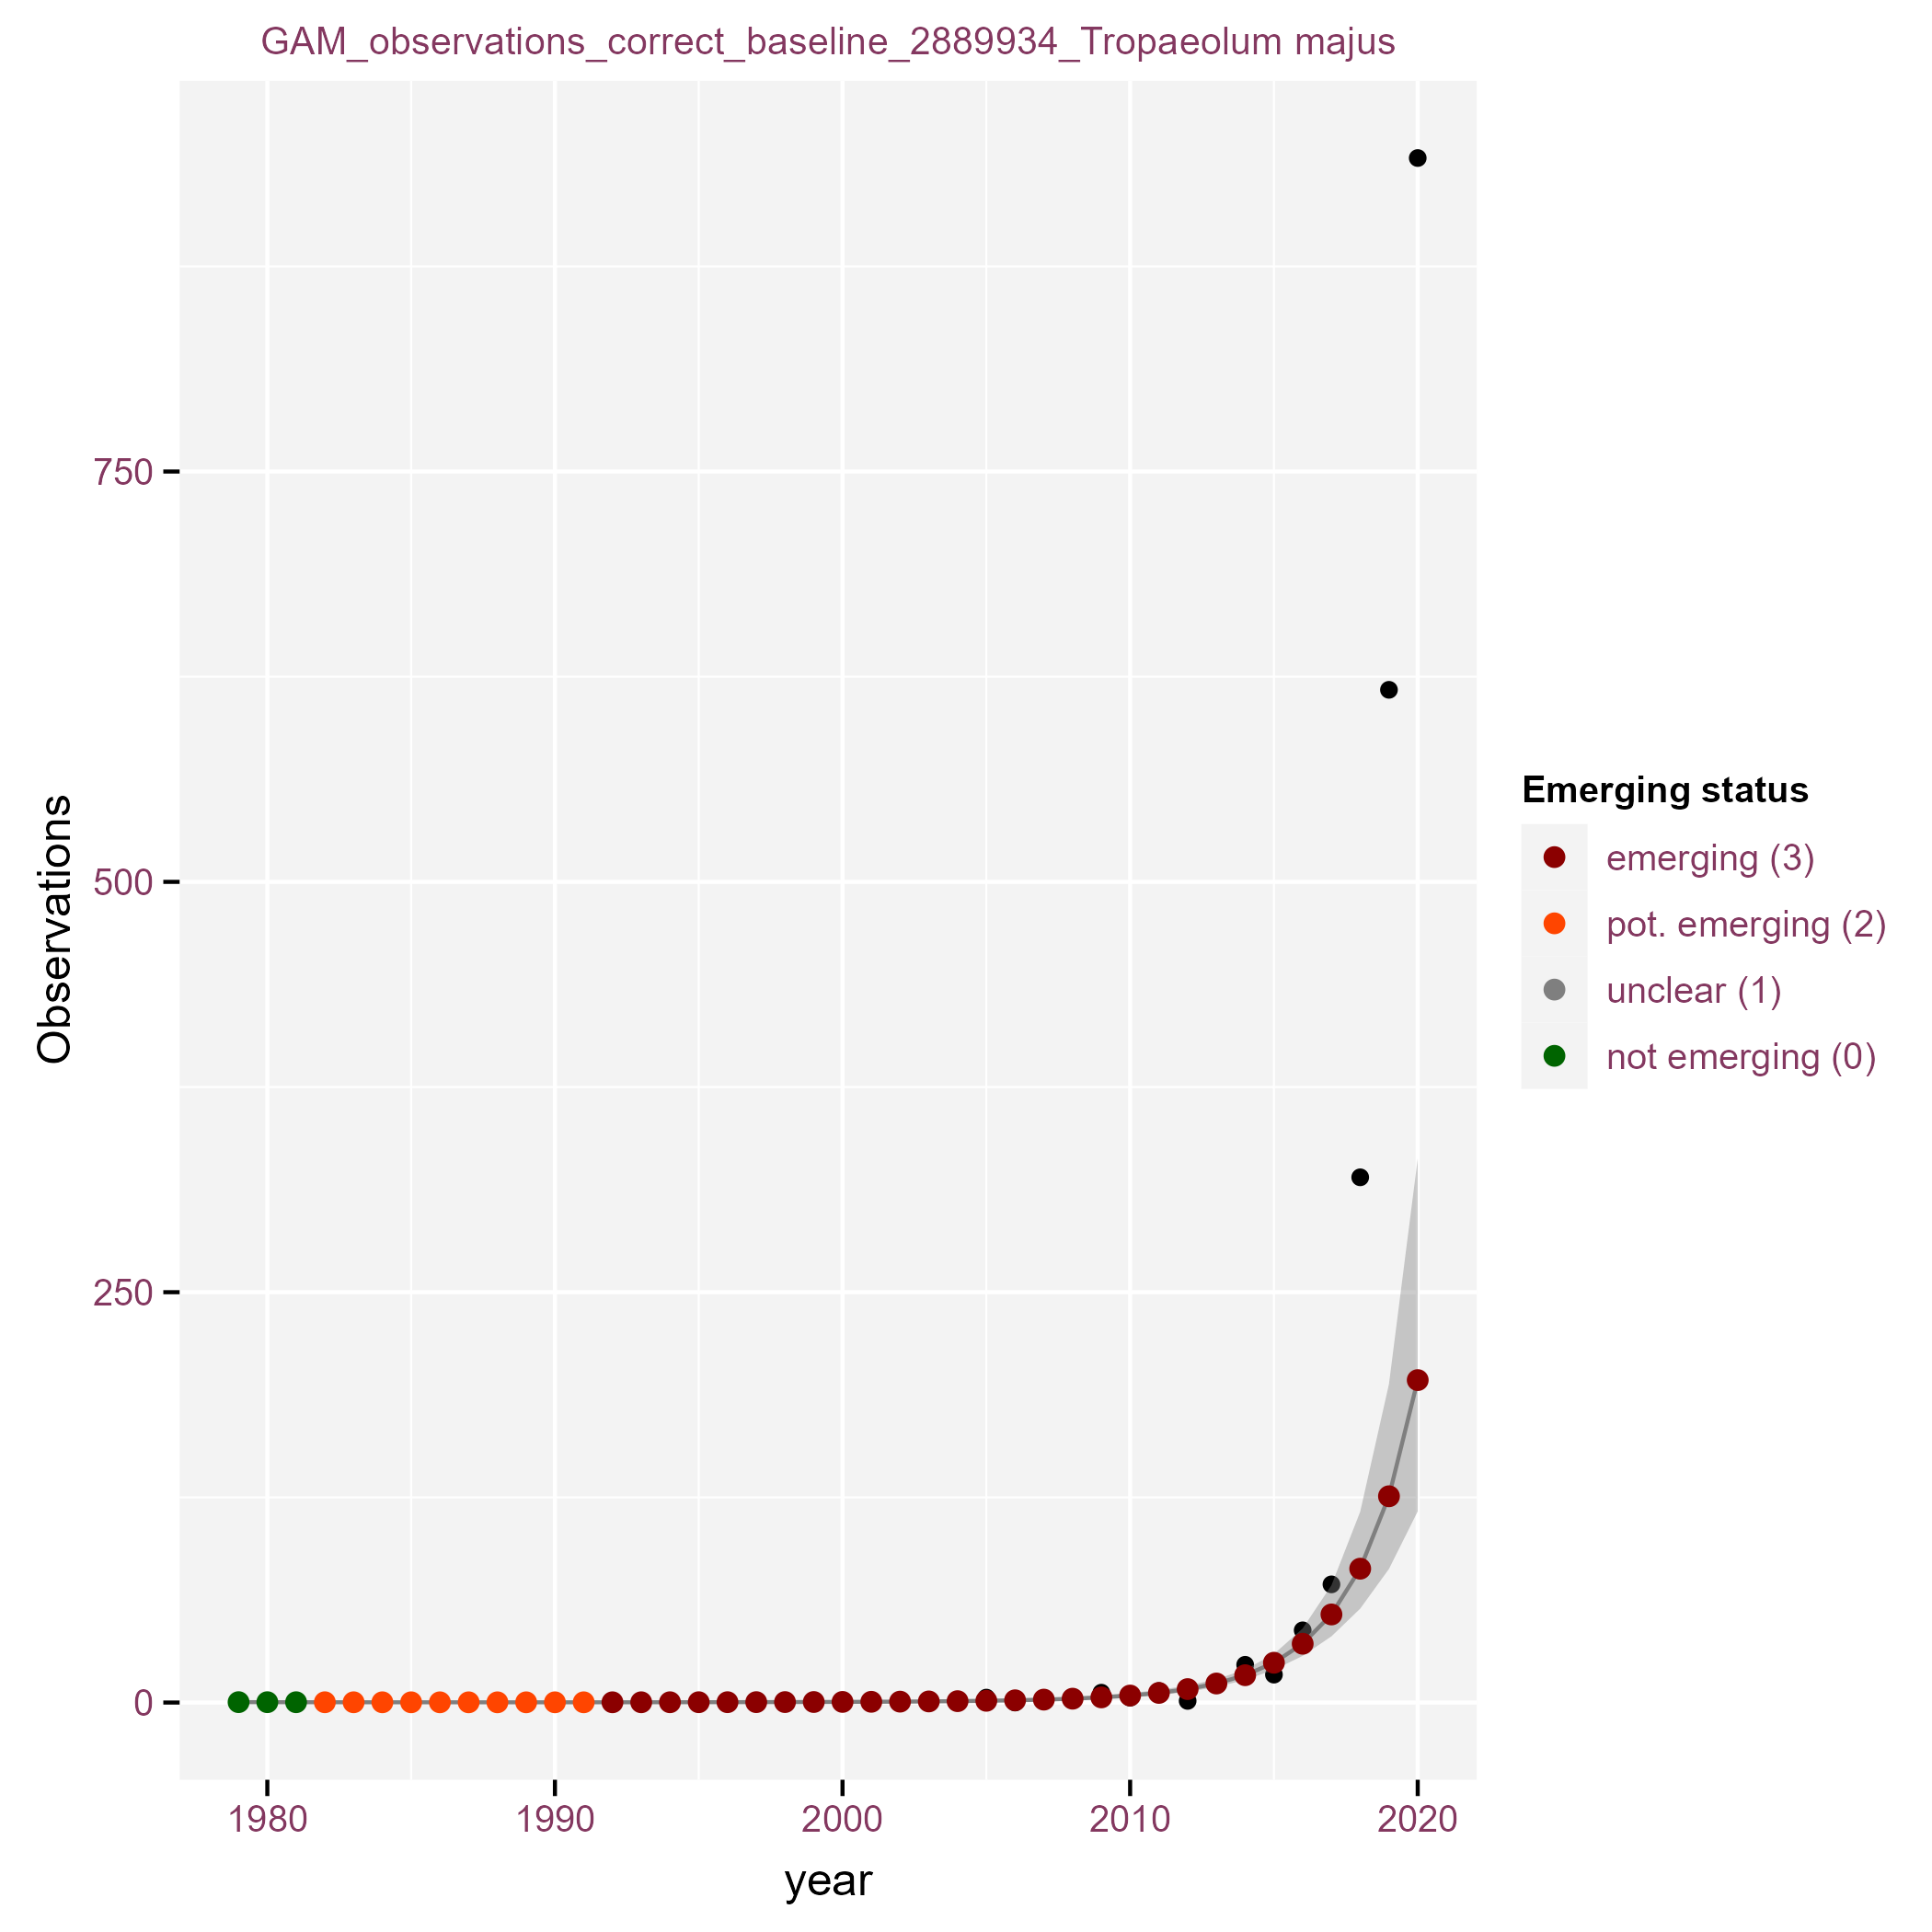 GAM_observations_correct_baseline_2889934_Tropaeolum majus
Observations
750
500
250
0
1980
1990
2000
2010
2020
year
Emerging status
emerging (3)
pot. emerging (2)
unclear (1)
not emerging (0)